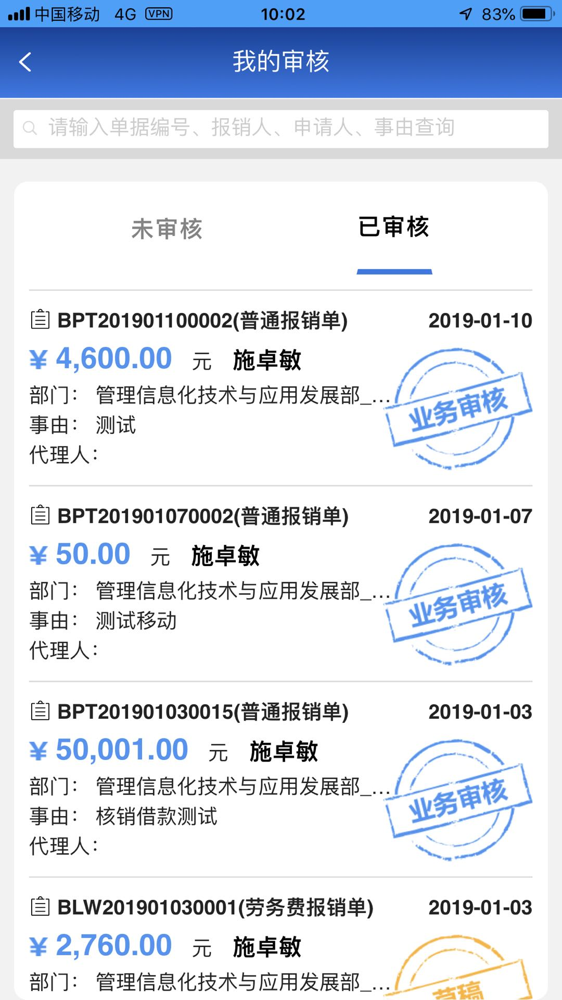 中国移动 4G VPN 10:02 83%
我的审核
请输入单据编号、报销人、申请人、事由查询
未审核 已审核
BPT201901100002(普通报销单) 2019-01-10
¥ 4,600.00 元 施卓敏
部门： 管理信息化技术与应用发展部_...
事由： 测试
代理人：
业务审核
BPT201901070002(普通报销单) 2019-01-07
¥ 50.00 元 施卓敏
部门： 管理信息化技术与应用发展部_...
事由： 测试移动
代理人：
业务审核
BPT201901030015(普通报销单) 2019-01-03
¥ 50,001.00 元 施卓敏
部门： 管理信息化技术与应用发展部_...
事由： 核销借款测试
代理人：
业务审核
BLW201901030001(劳务费报销单) 2019-01-03
¥ 2,760.00 元 施卓敏
部门： 管理信息化技术与应用发展部_...
草稿